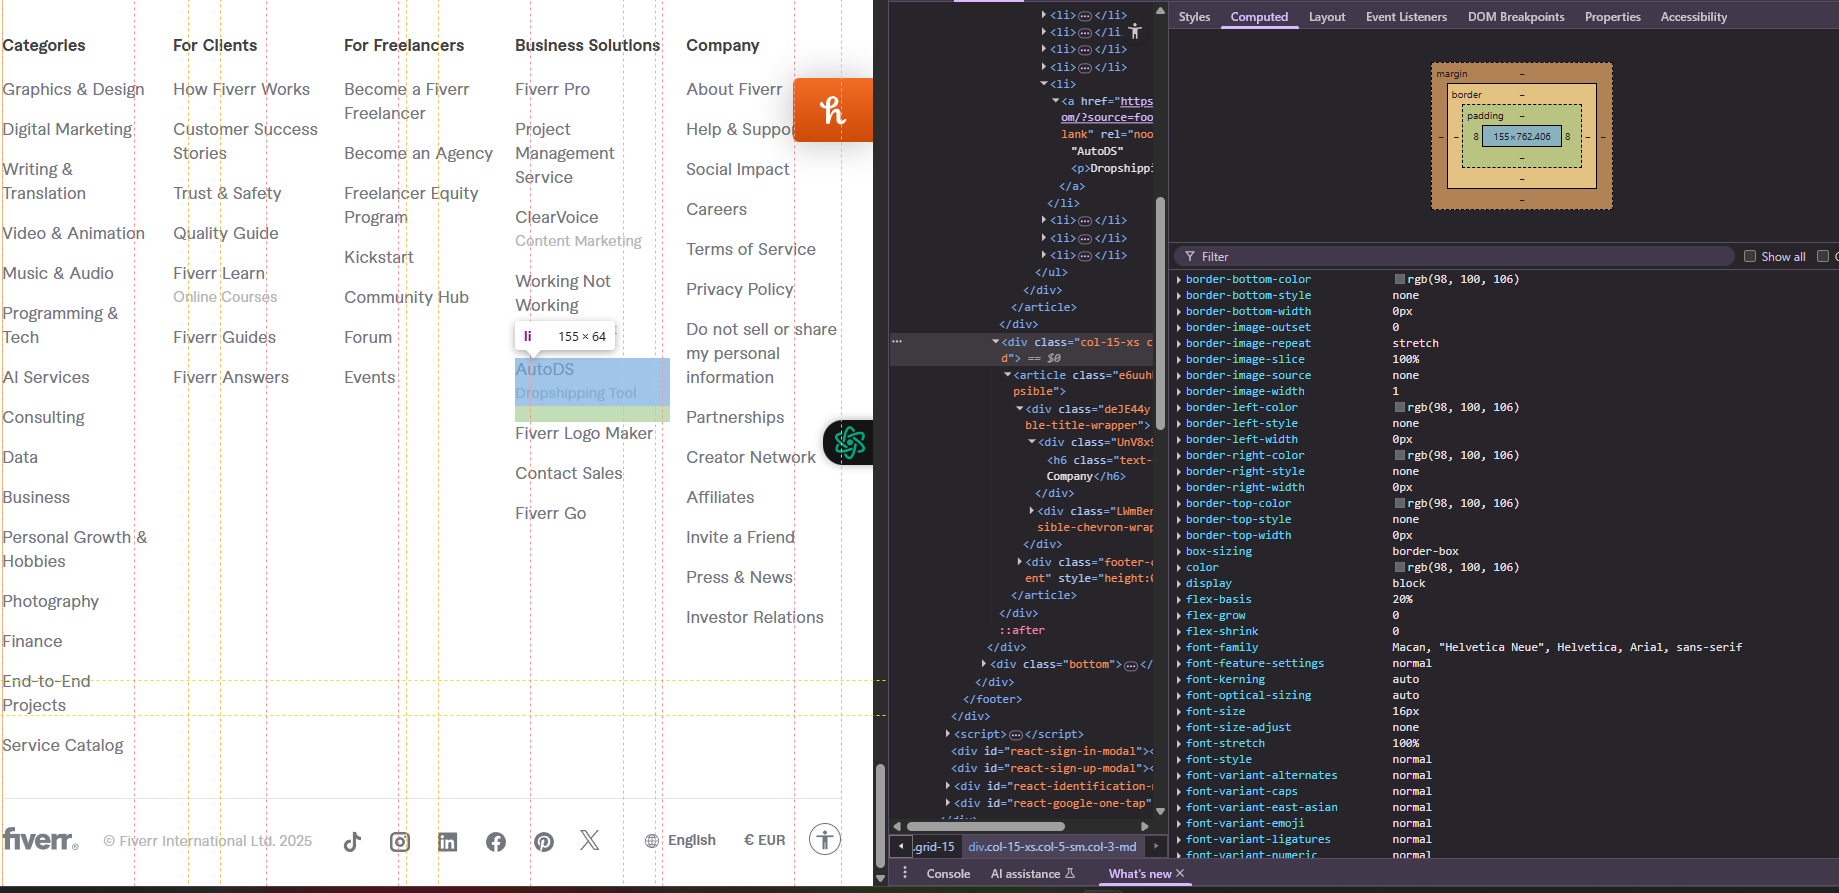 Categories
Graphics & Design
Digital Marketing
Writing &
Translation
Video & Animation
Music & Audio
Programming &
Tech
AI Services
Consulting
Data
Business
Personal Growth &
Hobbies
Photography
Finance
End-to-End
Projects
Service Catalog
For Clients
How Fiverr Works
Customer Success
Stories
Trust & Safety
Quality Guide
Fiverr Learn
Online Courses
Fiverr Guides
Fiverr Answers
For Freelancers
Become a Fiverr
Freelancer
Become an Agency
Freelancer Equity
Program
Kickstart
Community Hub
Forum
Events
Business Solutions
Fiverr Pro
Project
Management
Service
ClearVoice
Content Marketing
Working Not
Working
li 155 × 64
AutoDS
Dropshipping Tool
Fiverr Logo Maker
Contact Sales
Fiverr Go
Company
About Fiverr
Help & Suppo
Social Impact
Careers
Terms of Service
Privacy Policy
Do not sell or share
my personal
information
Partnerships
Creator Network
Affiliates
Invite a Friend
Press & News
Investor Relations
fiverr.®
© Fiverr International Ltd. 2025
English
€ EUR
<li> </li>
<li> </li
<li> </li>
<li> </li>
<li>
<a href="https
om/?source=foo
lank" rel="noo
"AutoDS"
<p>Dropshippi
</a>
</li>
<li> </li>
<li> </li>
<li> </li>
</ul>
</div>
</article>
</div>
<div class="col-15-xs c
d"> == $0
<article class="e6uuh
psible">
<div class="deJE44y
ble-title-wrapper">
<div class="UnV8x9
<h6 class="text-
Company</h6>
</div>
<div class="LWmBer
sible-chevron-wrap
</div>
<div class="footer-c
ent" style="height:0
</article>
</div>
::after
</div>
<div class="bottom"> </
</div>
</footer>
</div>
<script> </script>
<div id="react-sign-in-modal"><
<div id="react-sign-up-modal"><
<div id="react-identification-
<div id="react-google-one-tap"
</div>
.grid-15 div.col-15-xs.col-5-sm.col-3-md
Console AI assistance What's new
Styles Computed Layout Event Listeners DOM Breakpoints Properties Accessibility
margin –
border –
padding –
– – 8 155×762.406 8 – –
–
–
–
Filter Show all
border-bottom-color rgb(98, 100, 106)
border-bottom-style none
border-bottom-width 0px
border-image-outset 0
border-image-repeat stretch
border-image-slice 100%
border-image-source none
border-image-width 1
border-left-color rgb(98, 100, 106)
border-left-style none
border-left-width 0px
border-right-color rgb(98, 100, 106)
border-right-style none
border-right-width 0px
border-top-color rgb(98, 100, 106)
border-top-style none
border-top-width 0px
box-sizing border-box
color rgb(98, 100, 106)
display block
flex-basis 20%
flex-grow 0
flex-shrink 0
font-family Macan, "Helvetica Neue", Helvetica, Arial, sans-serif
font-feature-settings normal
font-kerning auto
font-optical-sizing auto
font-size 16px
font-size-adjust none
font-stretch 100%
font-style normal
font-variant-alternates normal
font-variant-caps normal
font-variant-east-asian normal
font-variant-emoji normal
font-variant-ligatures normal
font-variant-numeric normal